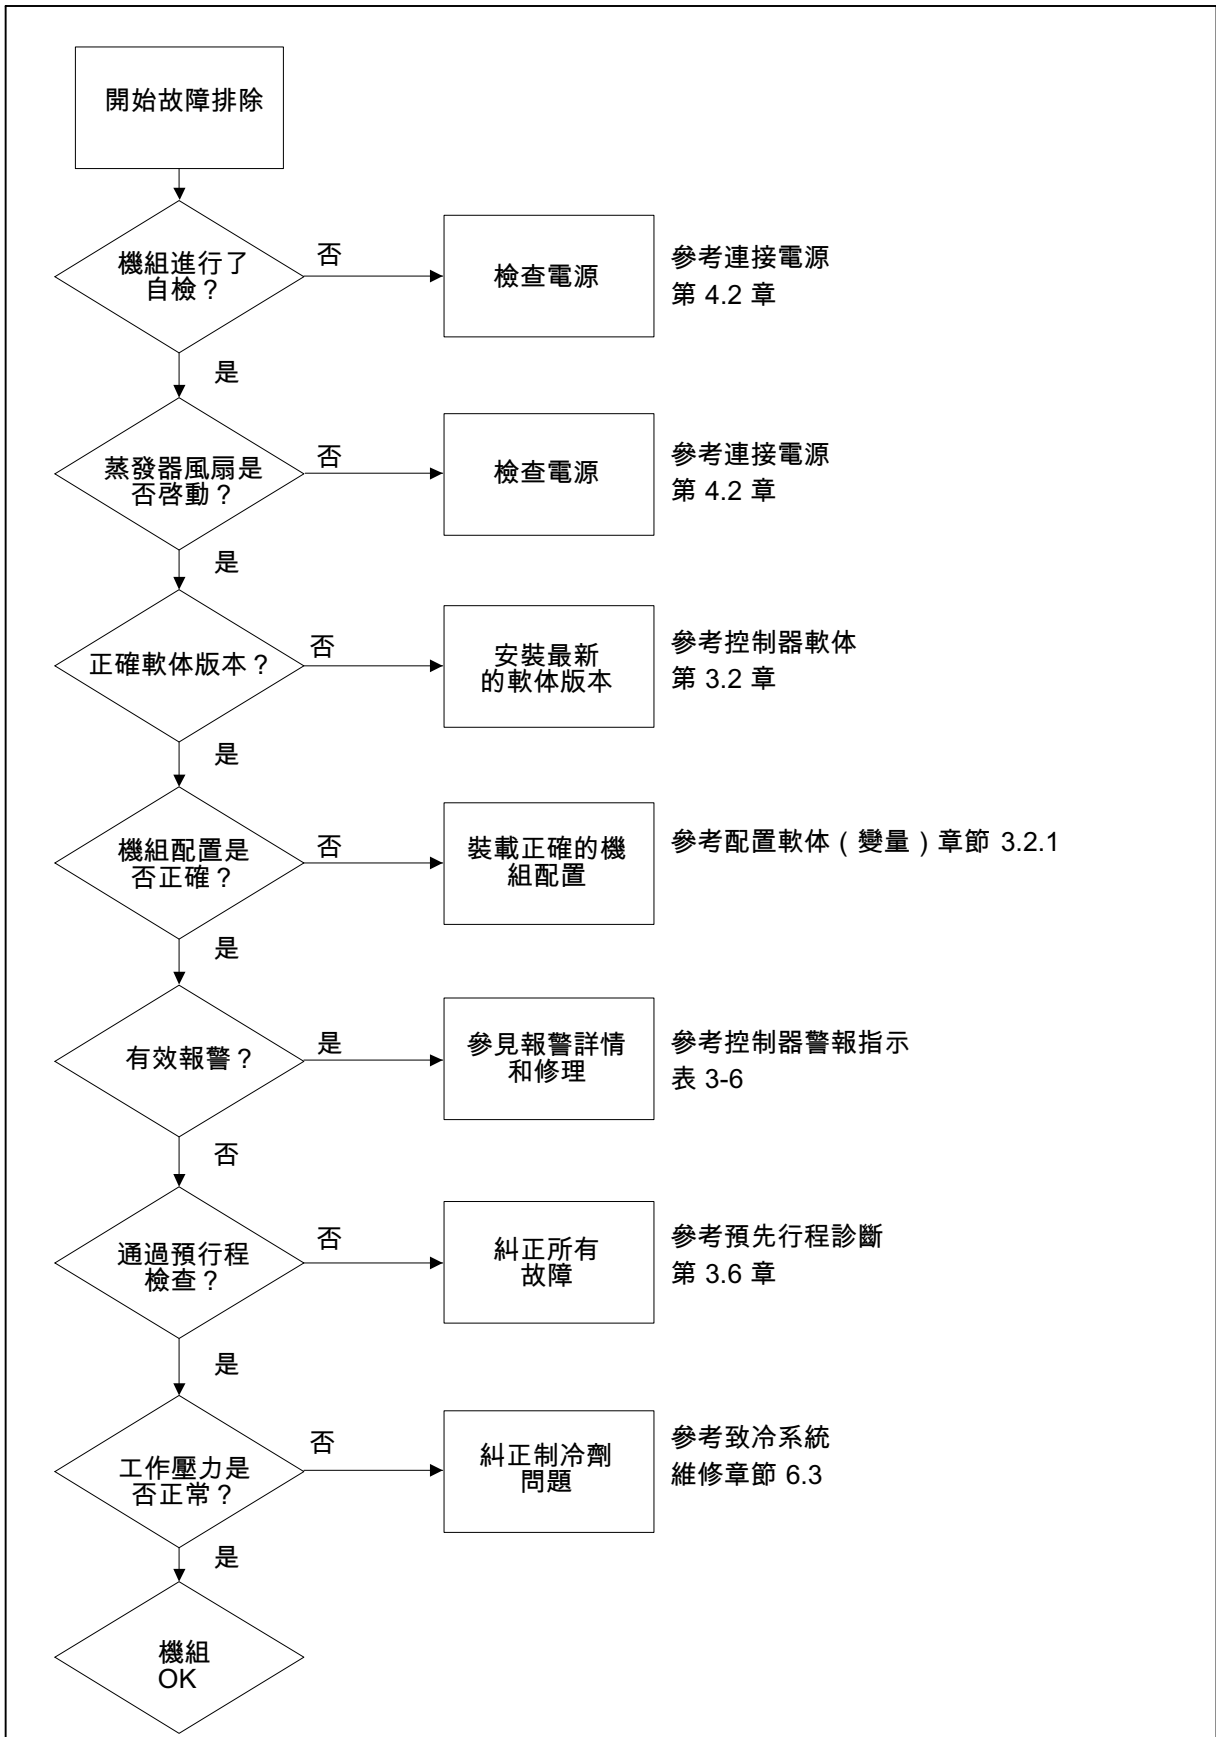 開始故障排除
機組進行了
自檢？
否
檢查電源
參考連接電源
第 4.2 章
是
蒸發器風扇是
否啓動？
否
檢查電源
參考連接電源
第 4.2 章
是
正確軟体版本？
否
安裝最新
的軟体版本
參考控制器軟体
第 3.2 章
是
機組配置是
否正確？
否
裝載正確的機
組配置
參考配置軟体（變量）章節 3.2.1
是
有效報警？
是
參見報警詳情
和修理
參考控制器警報指示
表 3-6
否
通過預行程
檢查？
否
糾正所有
故障
參考預先行程診斷
第 3.6 章
是
工作壓力是
否正常？
否
糾正制冷劑
問題
參考致冷系統
維修章節 6.3
是
機組
OK